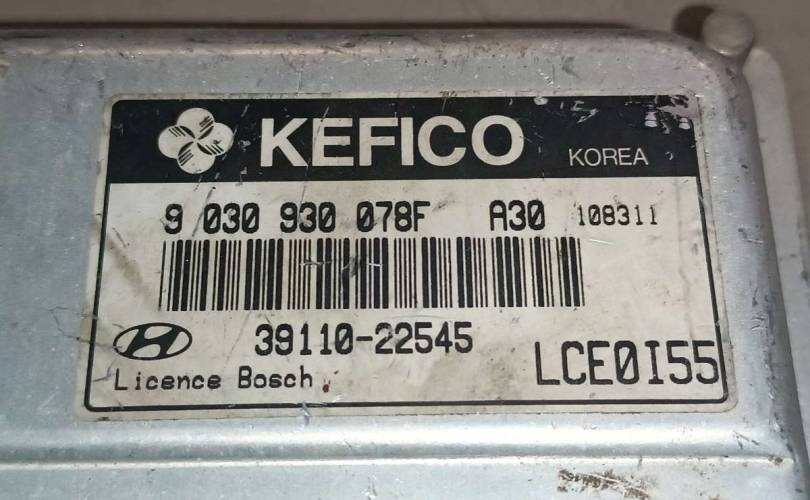 KEFICO KOREA
9 030 930 078F A30 108311
39110-22545
Licence Bosch LCE0I55